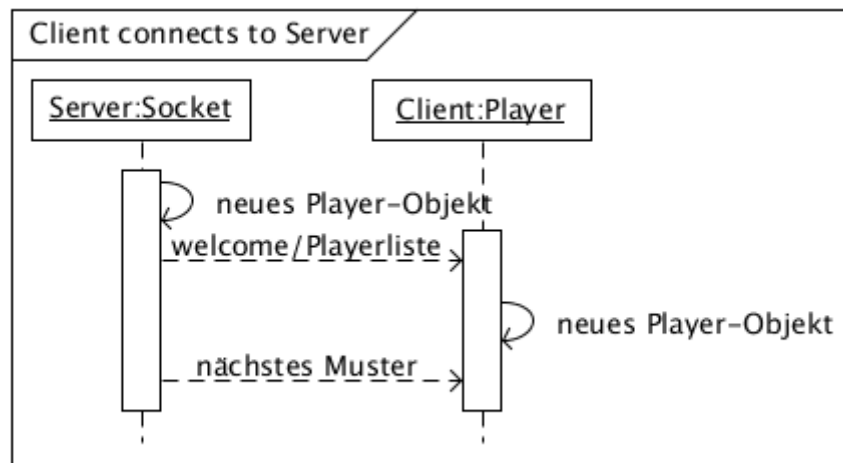 Client connects to Server
Server:Socket
Client:Player
neues Player-Objekt
welcome/Playerliste
neues Player-Objekt
nächstes Muster